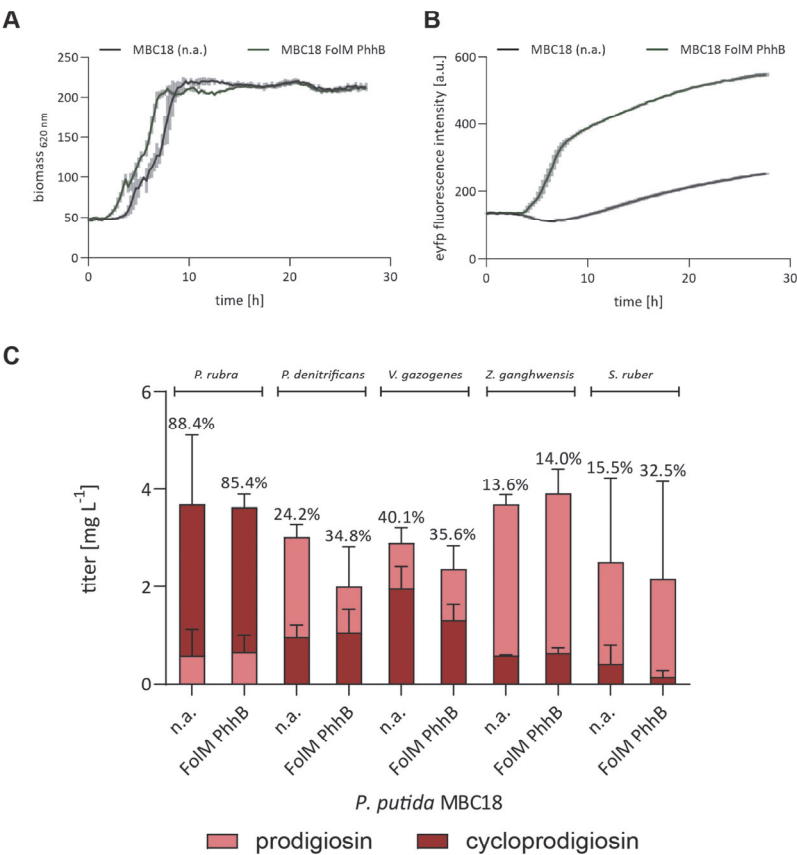 A
MBC18 (n.a.)
MBC18 FolM PhhB
biomass 620 nm
250
200
150
100
50
0
0
10
20
30
time [h]
B
MBC18 (n.a.)
MBC18 FolM PhhB
eyfp fluorescence intensity [a.u.]
600
400
200
0
0
10
20
30
time [h]
C
P. rubra
P. denitrificans
V. gazogenes
Z. ganghwensis
S. ruber
titer [mg L-1]
6
4
2
0
88.4%
85.4%
24.2%
34.8%
40.1%
35.6%
13.6%
14.0%
15.5%
32.5%
n.a.
FolM PhhB
n.a.
FolM PhhB
n.a.
FolM PhhB
n.a.
FolM PhhB
n.a.
FolM PhhB
P. putida MBC18
prodigiosin
cycloprodigiosin